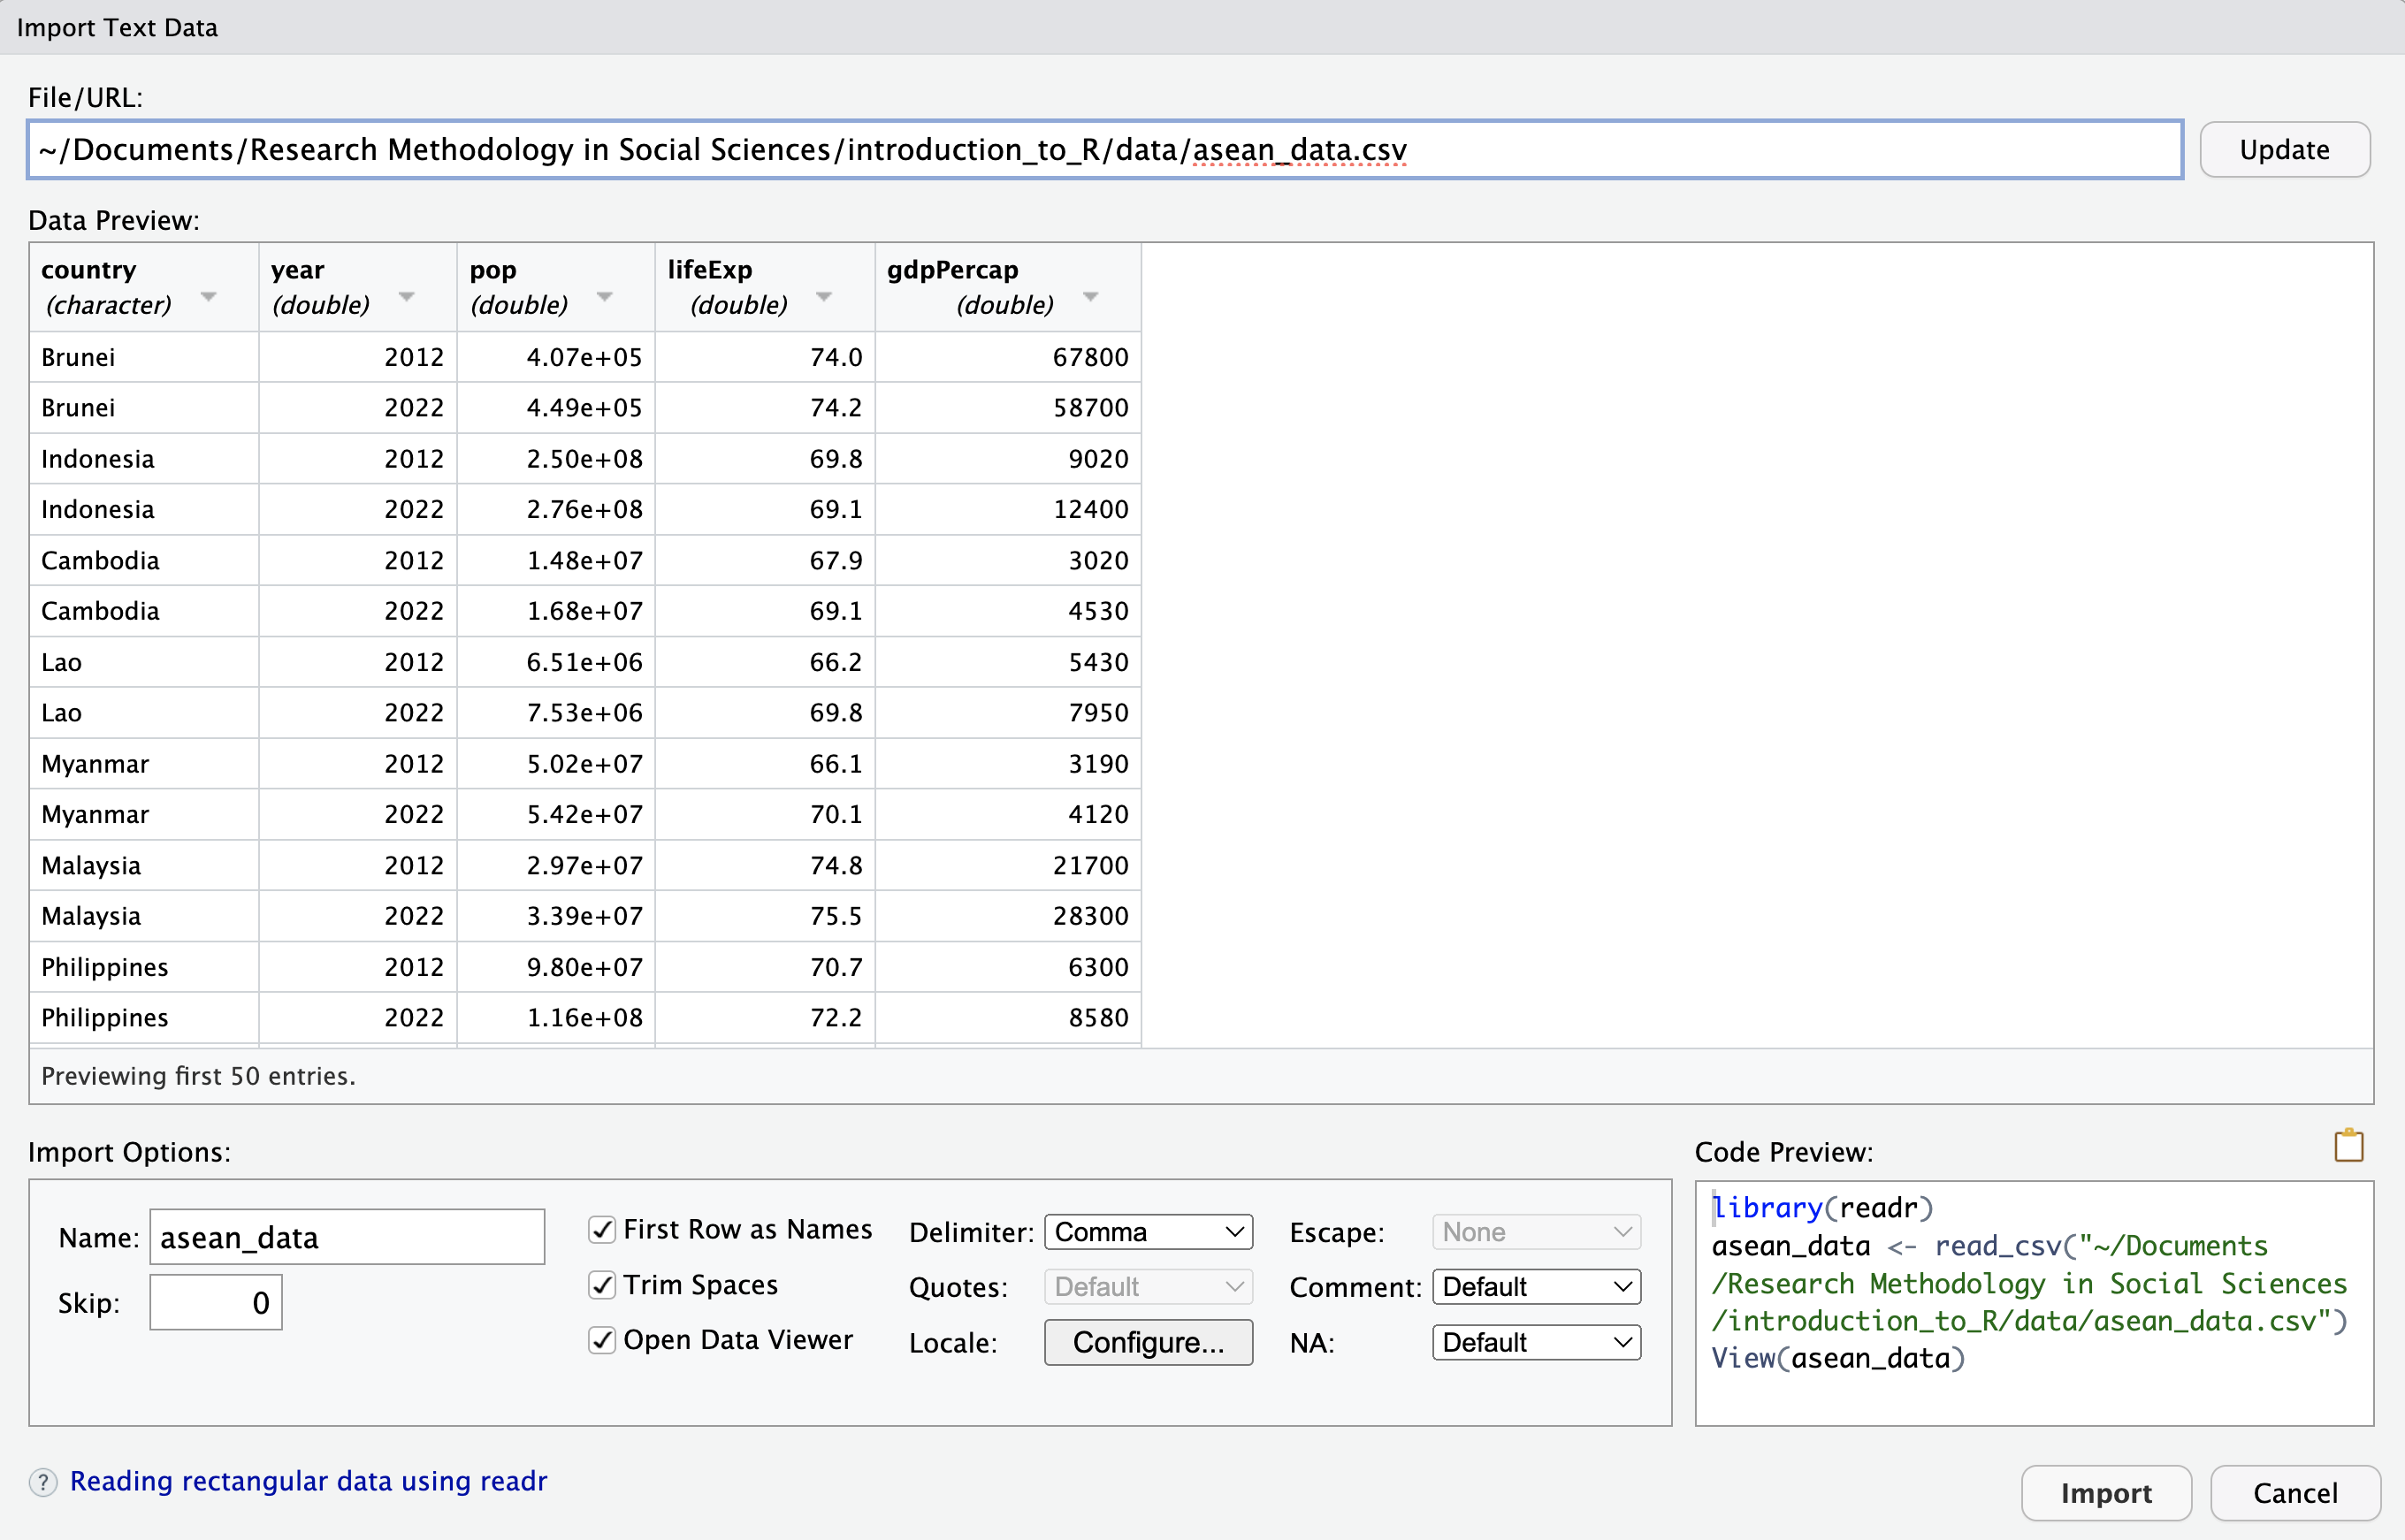 Import Text Data
File/URL:
~/Documents/Research Methodology in Social Sciences/introduction_to_R/data/asean_data.csv
Update
Data Preview:
country year pop lifeExp gdpPercap
(character) (double) (double) (double) (double)
Brunei 2012 4.07e+05 74.0 67800
Brunei 2022 4.49e+05 74.2 58700
Indonesia 2012 2.50e+08 69.8 9020
Indonesia 2022 2.76e+08 69.1 12400
Cambodia 2012 1.48e+07 67.9 3020
Cambodia 2022 1.68e+07 69.1 4530
Lao 2012 6.51e+06 66.2 5430
Lao 2022 7.53e+06 69.8 7950
Myanmar 2012 5.02e+07 66.1 3190
Myanmar 2022 5.42e+07 70.1 4120
Malaysia 2012 2.97e+07 74.8 21700
Malaysia 2022 3.39e+07 75.5 28300
Philippines 2012 9.80e+07 70.7 6300
Philippines 2022 1.16e+08 72.2 8580
Previewing first 50 entries.
Import Options:
Name: asean_data
Skip: 0
First Row as Names
Trim Spaces
Open Data Viewer
Delimiter: Comma
Quotes: Default
Locale: Configure...
Escape: None
Comment: Default
NA: Default
Code Preview:
library(readr)
asean_data <- read_csv("~/Documents
/Research Methodology in Social Sciences
/introduction_to_R/data/asean_data.csv")
View(asean_data)
? Reading rectangular data using readr
Import
Cancel